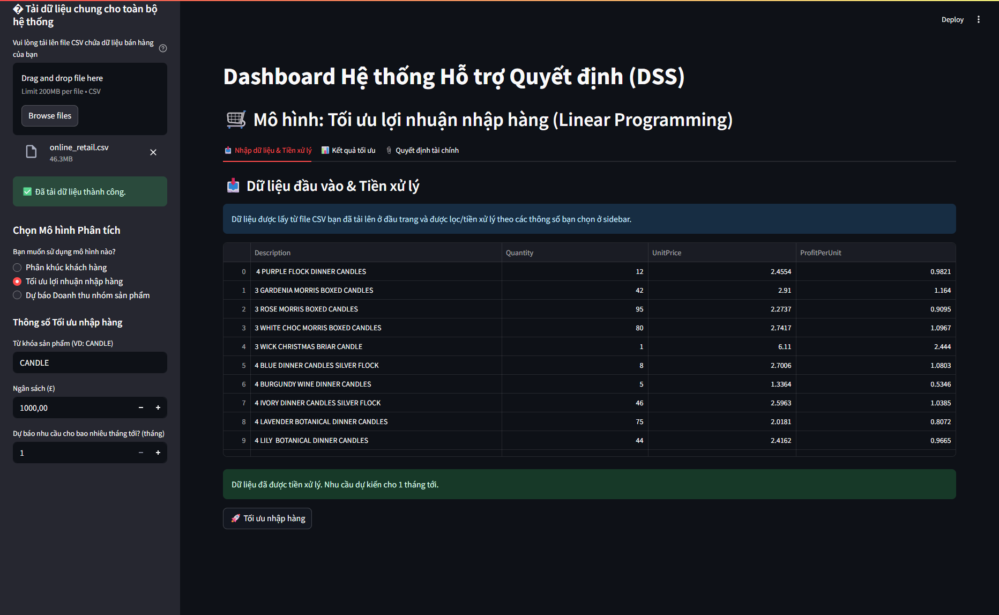 � Tải dữ liệu chung cho toàn bộ
hệ thống
Vui lòng tải lên file CSV chứa dữ liệu bán hàng
của bạn
Drag and drop file here
Limit 200MB per file • CSV
Browse files
online_retail.csv
46.3MB
✅ Đã tải dữ liệu thành công.
Chọn Mô hình Phân tích
Bạn muốn sử dụng mô hình nào?
Phân khúc khách hàng
Tối ưu lợi nhuận nhập hàng
Dự báo Doanh thu nhóm sản phẩm
Thông số Tối ưu nhập hàng
Từ khóa sản phẩm (VD: CANDLE)
CANDLE
Ngân sách (£)
1000,00
Dự báo nhu cầu cho bao nhiêu tháng tới? (tháng)
1
Deploy
Dashboard Hệ thống Hỗ trợ Quyết định (DSS)
🛒 Mô hình: Tối ưu lợi nhuận nhập hàng (Linear Programming)
📥 Nhập dữ liệu & Tiền xử lý 📊 Kết quả tối ưu 📎 Quyết định tài chính
📥 Dữ liệu đầu vào & Tiền xử lý
Dữ liệu được lấy từ file CSV bạn đã tải lên ở đầu trang và được lọc/tiền xử lý theo các thông số bạn chọn ở sidebar.
Description Quantity UnitPrice ProfitPerUnit
0 4 PURPLE FLOCK DINNER CANDLES 12 2.4554 0.9821
1 3 GARDENIA MORRIS BOXED CANDLES 42 2.91 1.164
2 3 ROSE MORRIS BOXED CANDLES 95 2.2737 0.9095
3 3 WHITE CHOC MORRIS BOXED CANDLES 80 2.7417 1.0967
4 3 WICK CHRISTMAS BRIAR CANDLE 1 6.11 2.444
5 4 BLUE DINNER CANDLES SILVER FLOCK 8 2.7006 1.0803
6 4 BURGUNDY WINE DINNER CANDLES 5 1.3364 0.5346
7 4 IVORY DINNER CANDLES SILVER FLOCK 46 2.5963 1.0385
8 4 LAVENDER BOTANICAL DINNER CANDLES 75 2.0181 0.8072
9 4 LILY  BOTANICAL DINNER CANDLES 44 2.4162 0.9665
Dữ liệu đã được tiền xử lý. Nhu cầu dự kiến cho 1 tháng tới.
🚀 Tối ưu nhập hàng